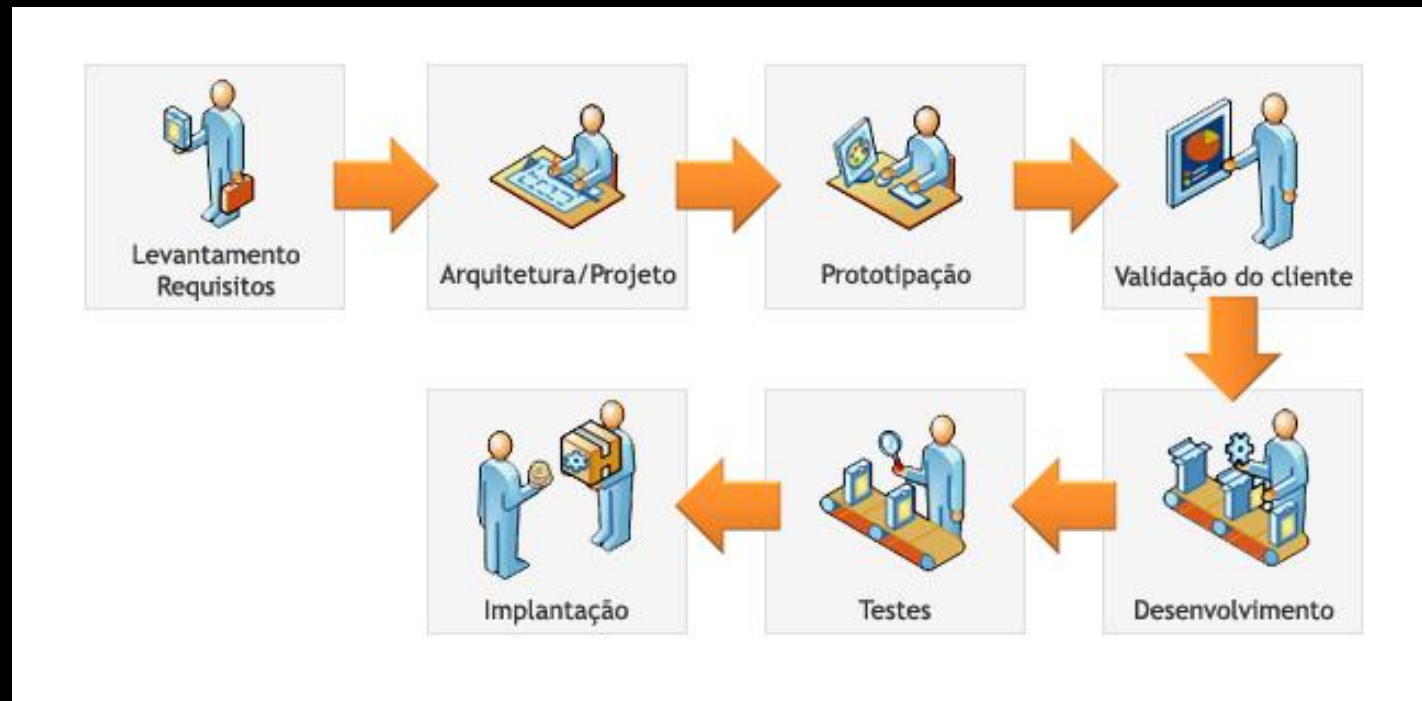 Levantamento
Requisitos
Arquitetura/Projeto
Prototipação
Validação do cliente
Implantação
Testes
Desenvolvimento